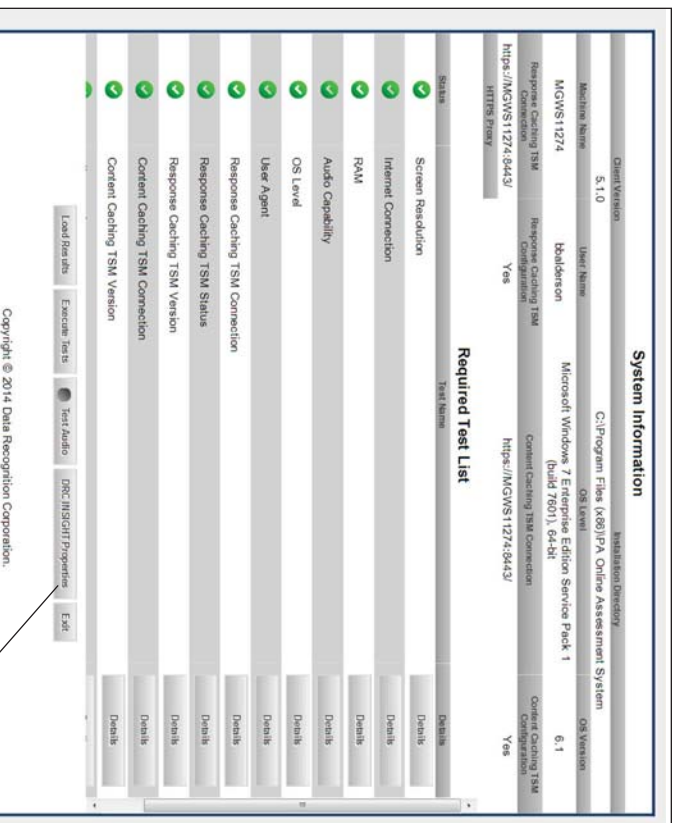 System Information
Client Version Installation Directory
5.1.0 C:\Program Files (x86)\PA Online Assessment System
Machine Name User Name OS Level OS Version
MGWS11274 bbalderson Microsoft Windows 7 Enterprise Edition Service Pack 1 (build 7601), 64-bit 6.1
Response Caching TSM Connection Response Caching TSM Configuration Content Caching TSM Connection Content Caching TSM Configuration
https://MGWS11274:8443/ Yes https://MGWS11274:8443/ Yes
HTTPS Proxy
Required Test List
Status Test Name Details
Screen Resolution
Internet Connection Details
RAM Details
Audio Capability Details
OS Level Details
User Agent Details
Response Caching TSM Connection Details
Response Caching TSM Status Details
Response Caching TSM Version Details
Content Caching TSM Connection Details
Content Caching TSM Version Details
Load Results Execute Tests Test Audio DRC INSIGHT Properties Exit
Copyright © 2014 Data Recognition Corporation.